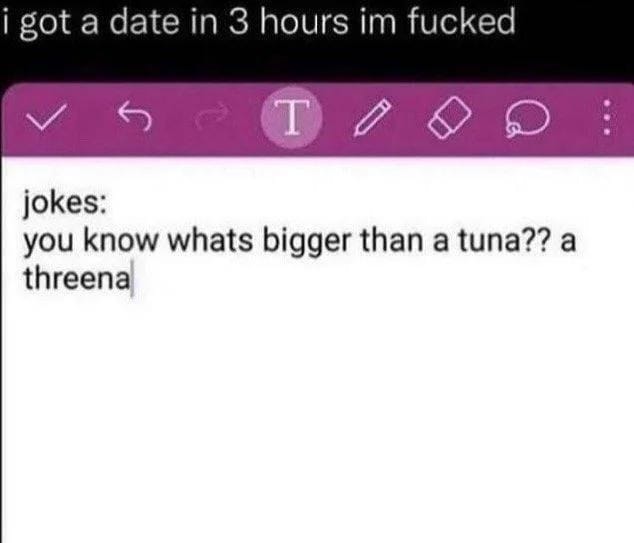 i got a date in 3 hours im fucked
T
jokes:
you know whats bigger than a tuna?? a
threena